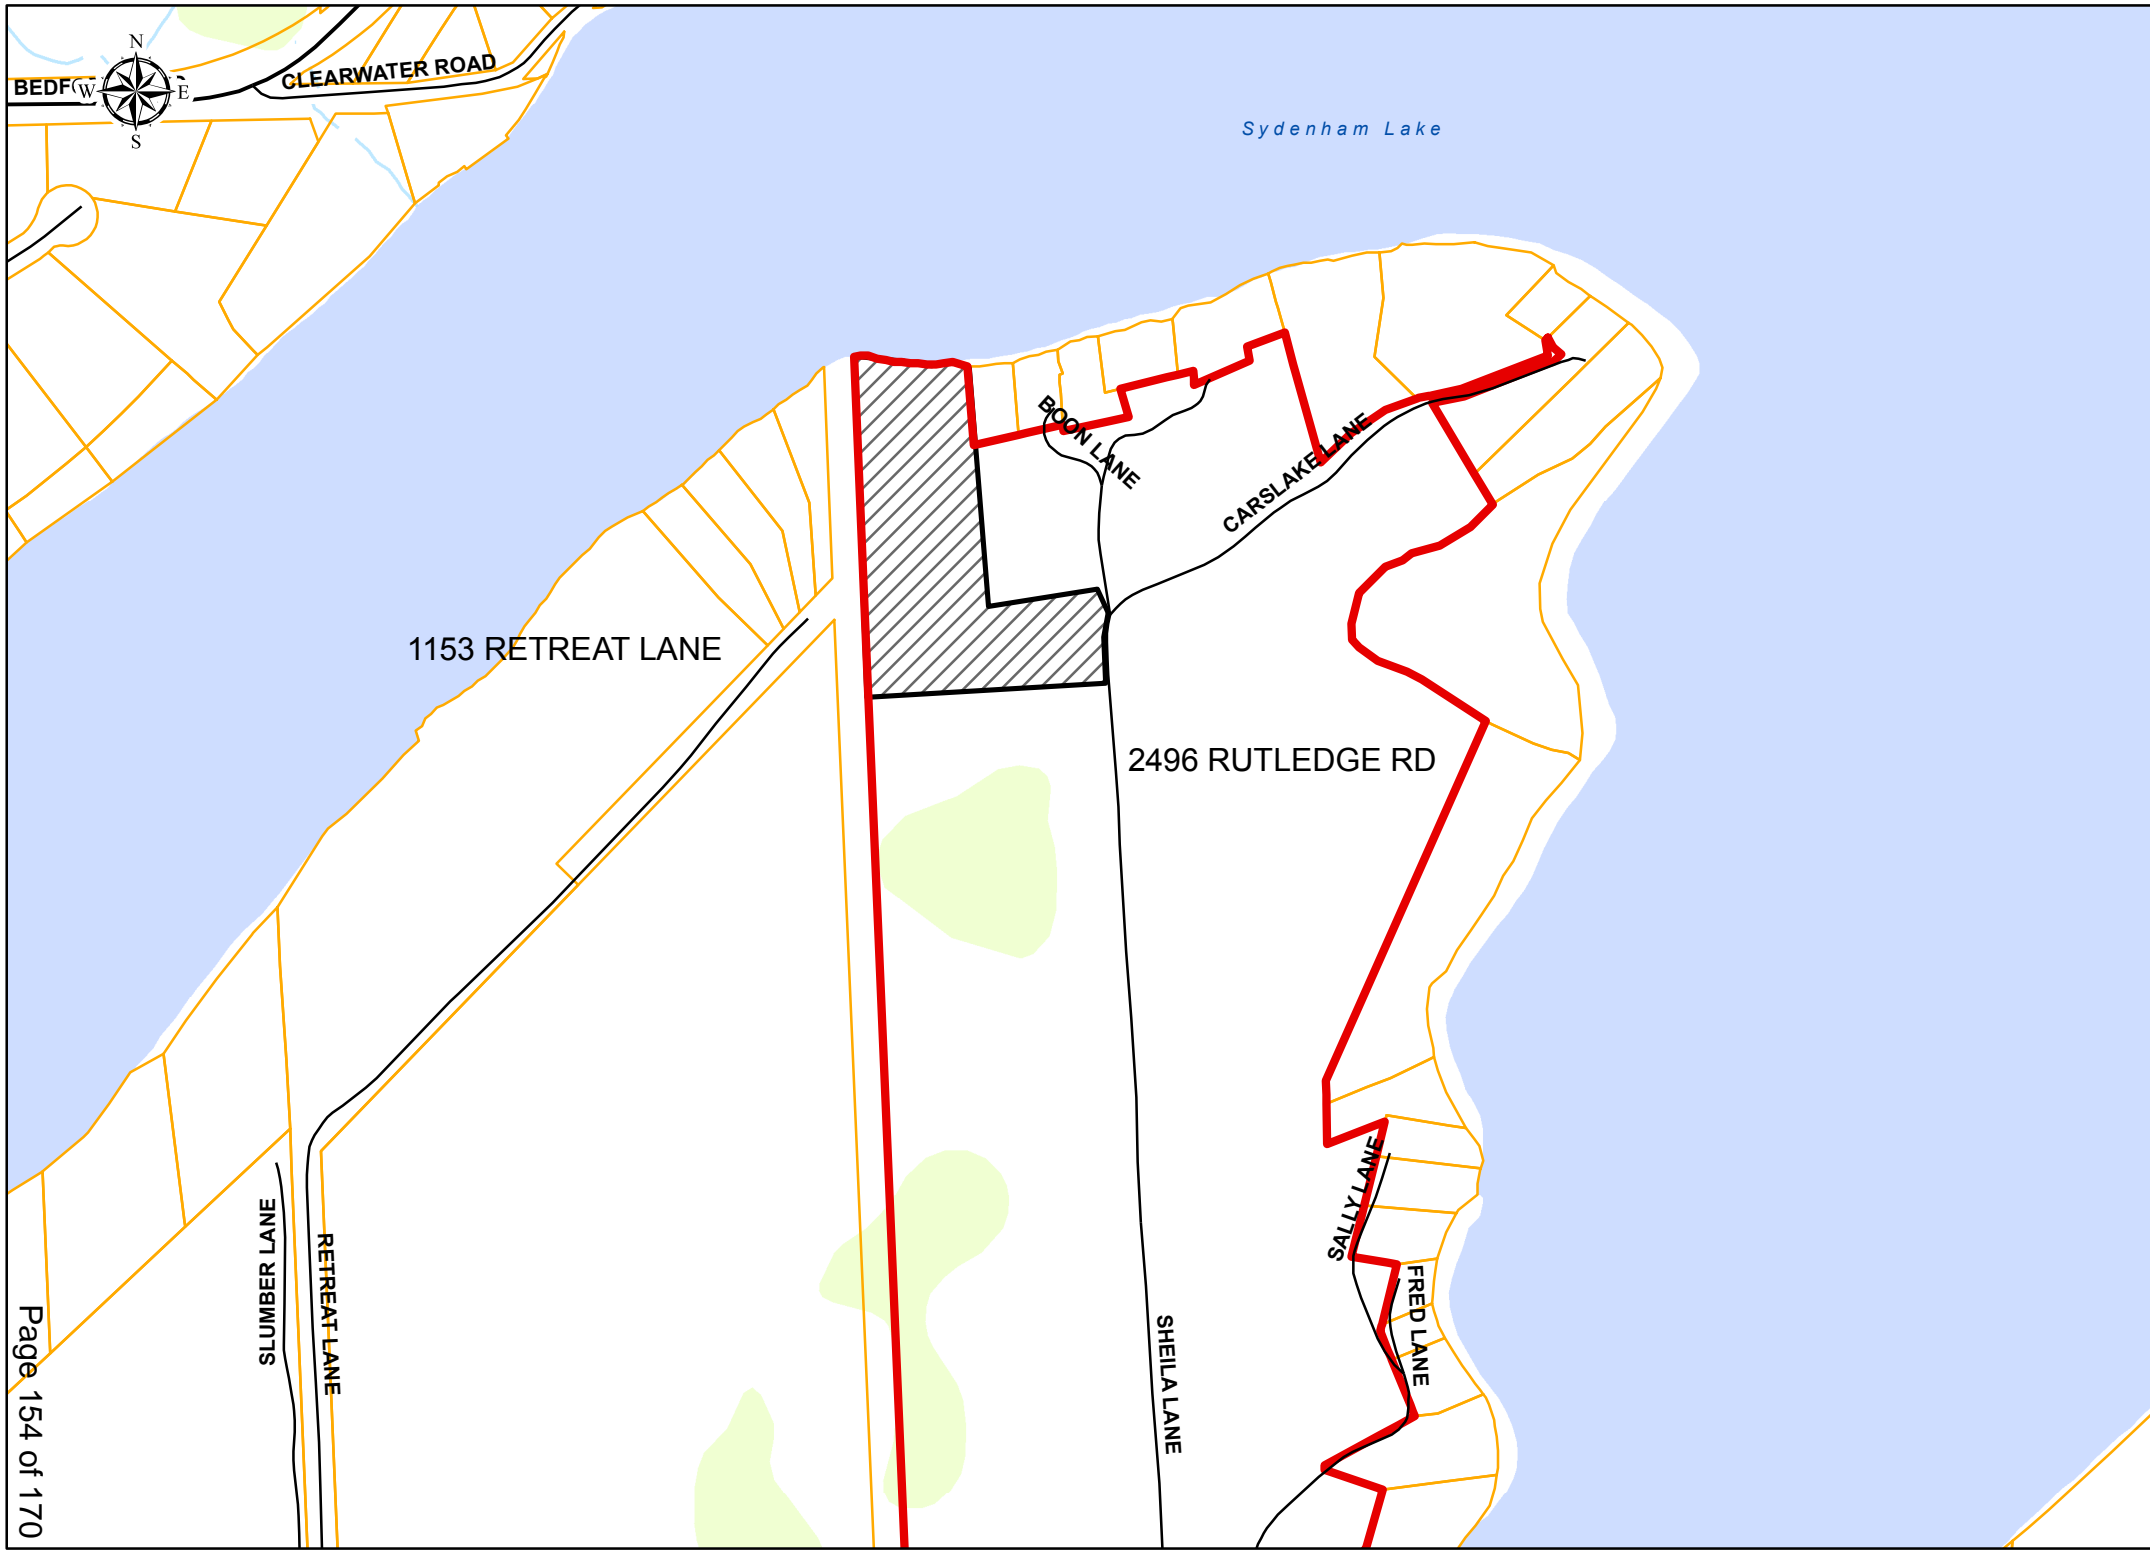 N
CLEARWATER ROAD
BEDF
W
E
S
Sydenham Lake
BOON LANE
CARSLAKE LANE
1153 RETREAT LANE
2496 RUTLEDGE RD
SALLY LANE
SLUMBER LANE
RETREAT LANE
FRED LANE
SHEILA LANE
Page 154 of 170